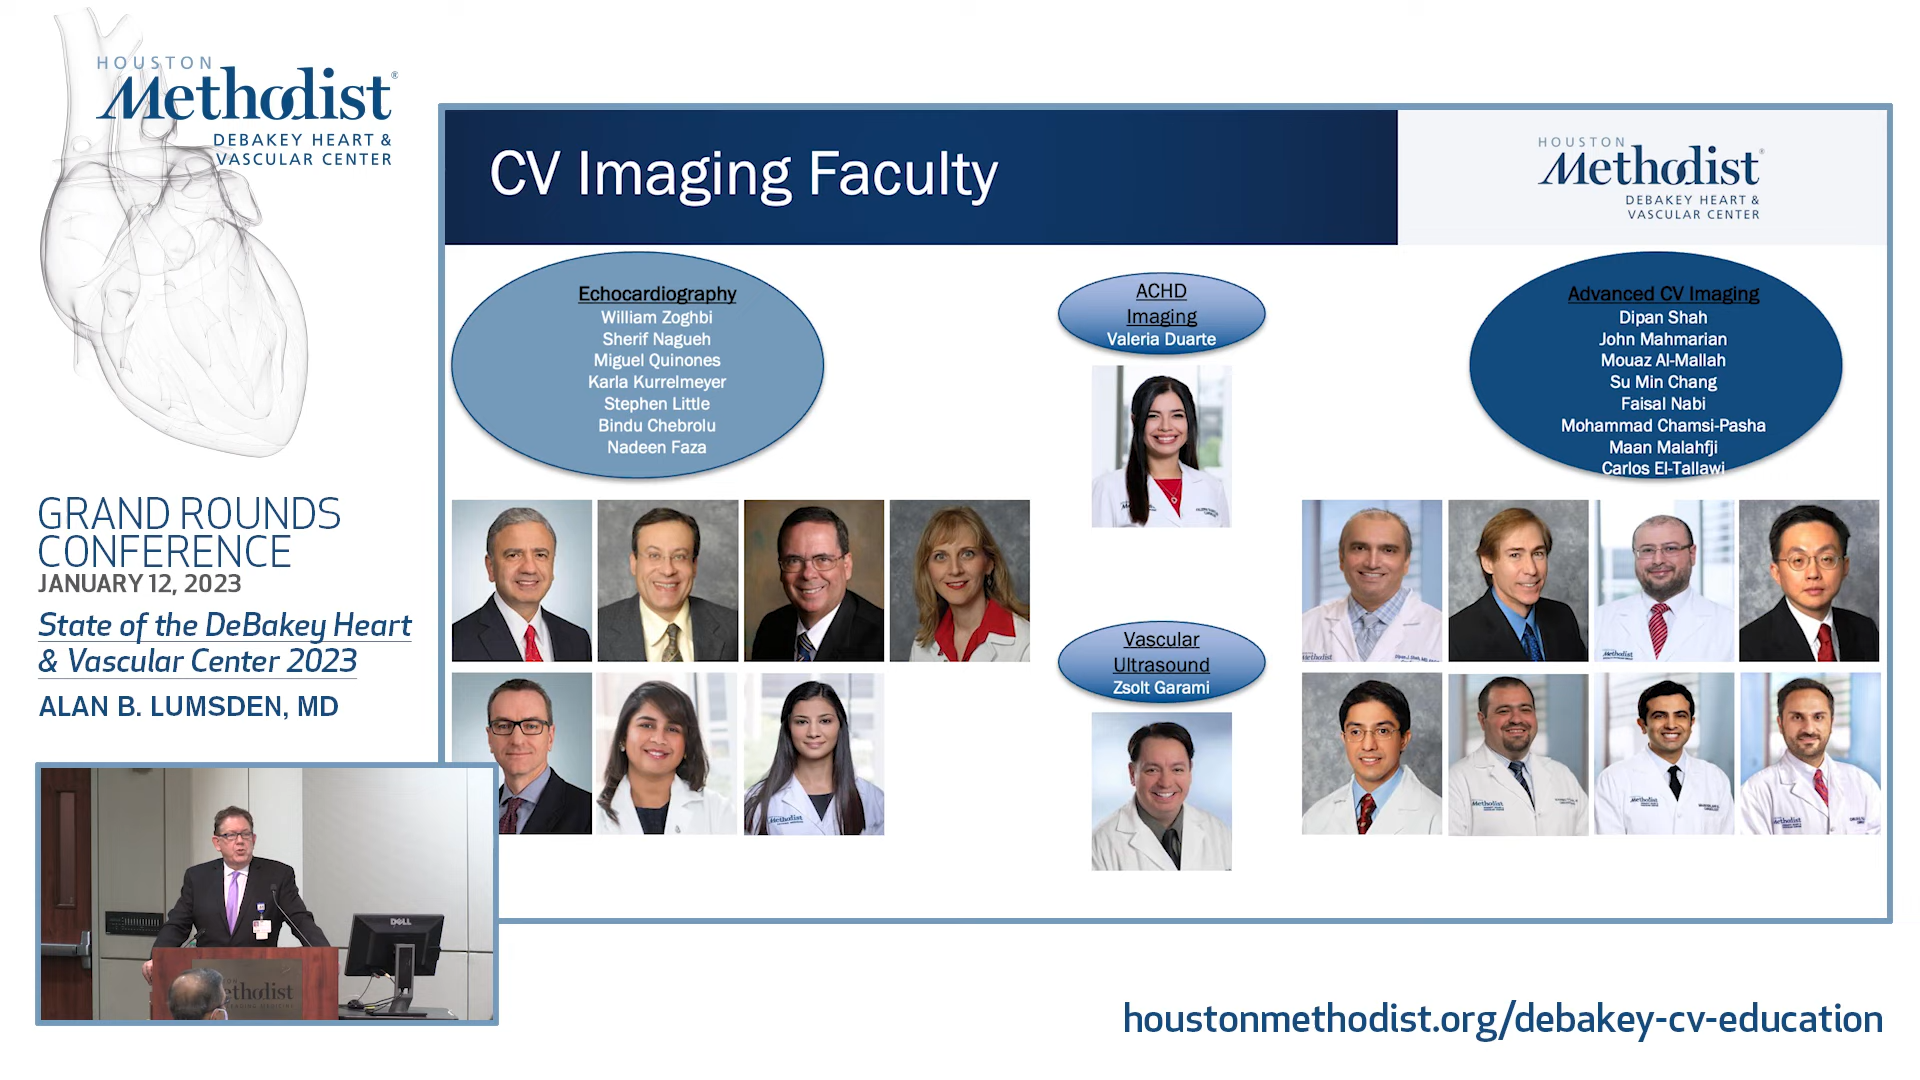 HOUSTON
Methodist®
DEBAKEY HEART &
VASCULAR CENTER
GRAND ROUNDS
CONFERENCE
JANUARY 12, 2023
State of the DeBakey Heart
& Vascular Center 2023
ALAN B. LUMSDEN, MD
CV Imaging Faculty
HOUSTON
Methodist®
DEBAKEY HEART &
VASCULAR CENTER
Echocardiography
William Zoghbi
Sherif Nagueh
Miguel Quinones
Karla Kurrelmeyer
Stephen Little
Bindu Chebrolu
Nadeen Faza
ACHD
Imaging
Valeria Duarte
Vascular
Ultrasound
Zsolt Garami
Advanced CV Imaging
Dipan Shah
John Mahmarian
Mouaz Al-Mallah
Su Min Chang
Faisal Nabi
Mohammad Chamsi-Pasha
Maan Malahfji
Carlos El-Tallawi
Methodist
Methodist
Methodist
Methodist
DELL
houstonmethodist.org/debakey-cv-education